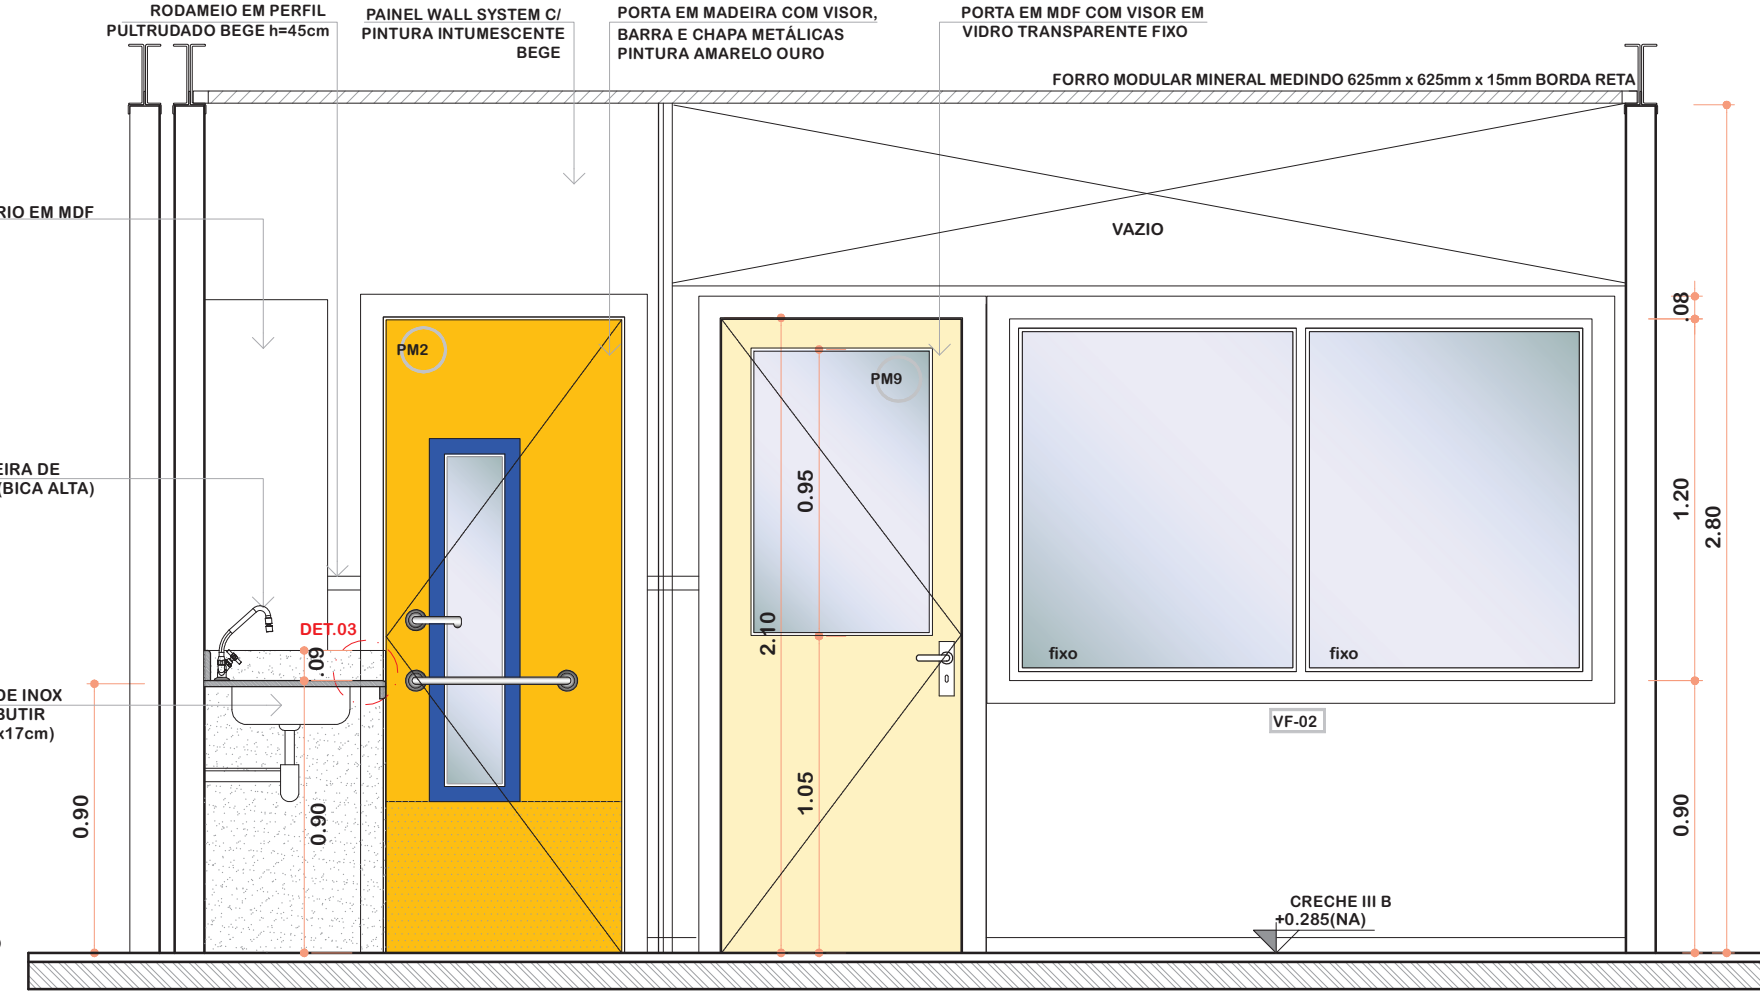 RODAMEIO EM PERFIL
PULTRUDADO BEGE h=45cm
PAINEL WALL SYSTEM C/
PINTURA INTUMESCENTE
BEGE
PORTA EM MADEIRA COM VISOR,
BARRA E CHAPA METÁLICAS
PINTURA AMARELO OURO
PORTA EM MDF COM VISOR EM
VIDRO TRANSPARENTE FIXO
FORRO MODULAR MINERAL MEDINDO 625mm x 625mm x 15mm BORDA RETA
RIO EM MDF
VAZIO
.08
PM2
PM9
EIRA DE
(BICA ALTA)
0.95
1.20
2.80
DET.03
.09
2.10
fixo
fixo
DE INOX
BUTIR
x17cm)
VF-02
0.90
0.90
1.05
0.90
CRECHE III B
+0.285(NA)